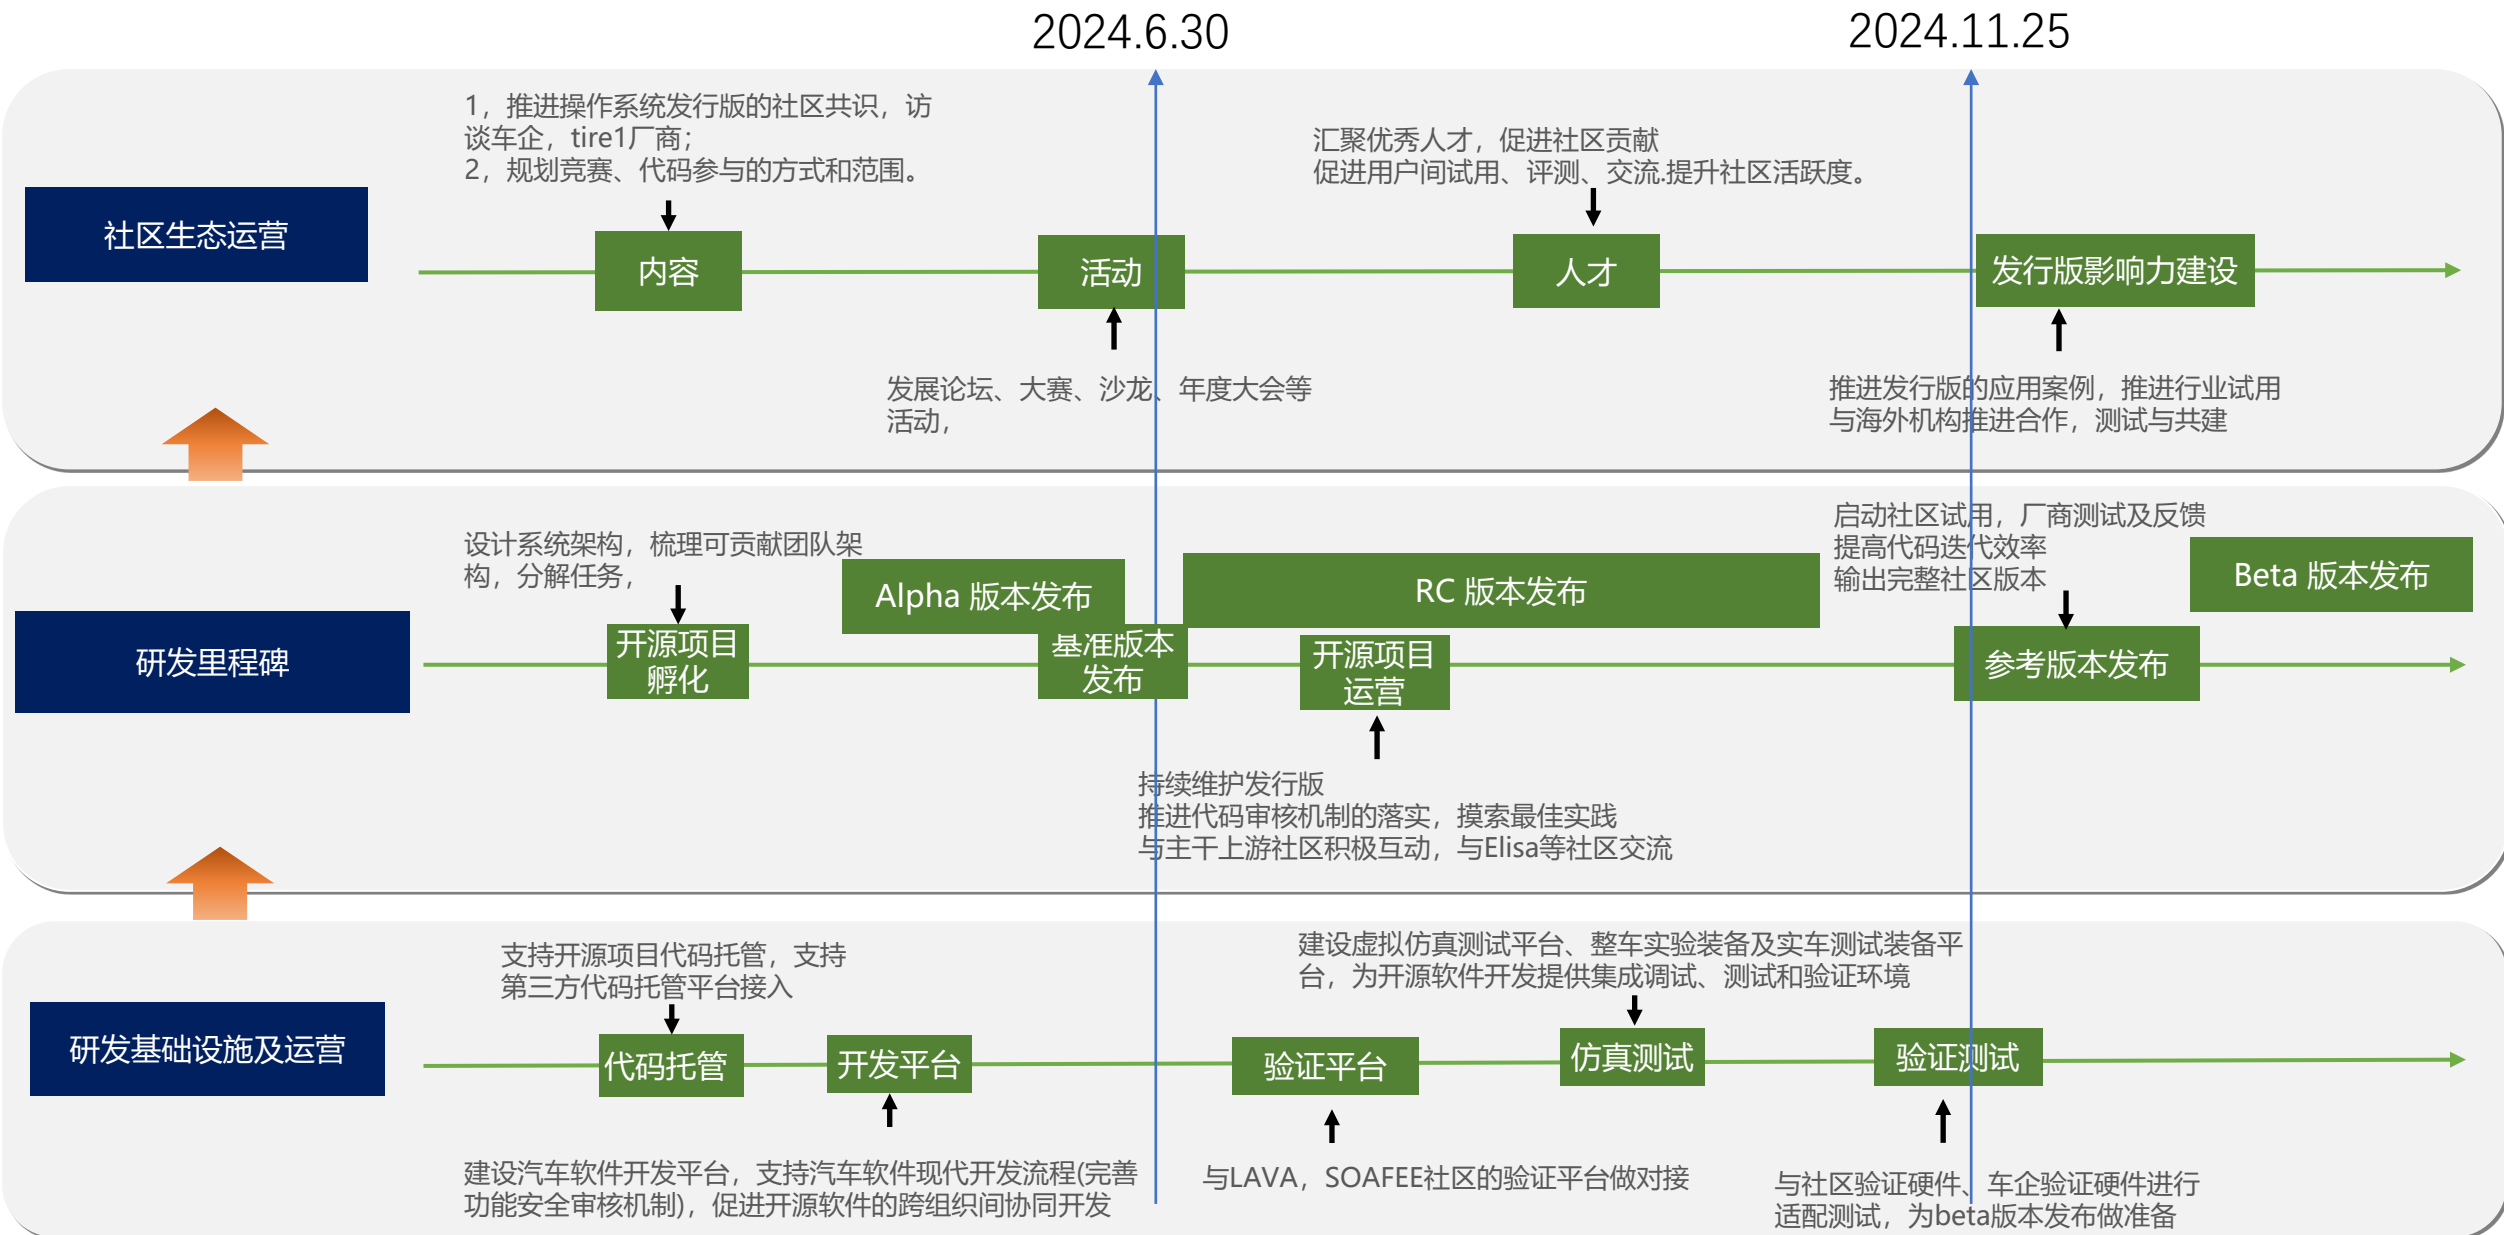 2024.6.30
2024.11.25
1，推进操作系统发行版的社区共识，访
谈车企，tire1厂商；
2，规划竞赛、代码参与的方式和范围。
汇聚优秀人才，促进社区贡献
促进用户间试用、评测、交流.提升社区活跃度。
社区生态运营
内容
活动
人才
发行版影响力建设
发展论坛、大赛、沙龙、年度大会等
活动，
推进发行版的应用案例，推进行业试用
与海外机构推进合作，测试与共建
设计系统架构，梳理可贡献团队架
构，分解任务，
启动社区试用，厂商测试及反馈
提高代码迭代效率
输出完整社区版本
Alpha 版本发布
RC 版本发布
Beta 版本发布
研发里程碑
开源项目
孵化
基准版本
发布
开源项目
运营
参考版本发布
持续维护发行版
推进代码审核机制的落实，摸索最佳实践
与主干上游社区积极互动，与Elisa等社区交流
支持开源项目代码托管，支持
第三方代码托管平台接入
建设虚拟仿真测试平台、整车实验装备及实车测试装备平
台，为开源软件开发提供集成调试、测试和验证环境
研发基础设施及运营
代码托管
开发平台
验证平台
仿真测试
验证测试
建设汽车软件开发平台，支持汽车软件现代开发流程(完善
功能安全审核机制)，促进开源软件的跨组织间协同开发
与LAVA，SOAFEE社区的验证平台做对接
与社区验证硬件、车企验证硬件进行
适配测试，为beta版本发布做准备